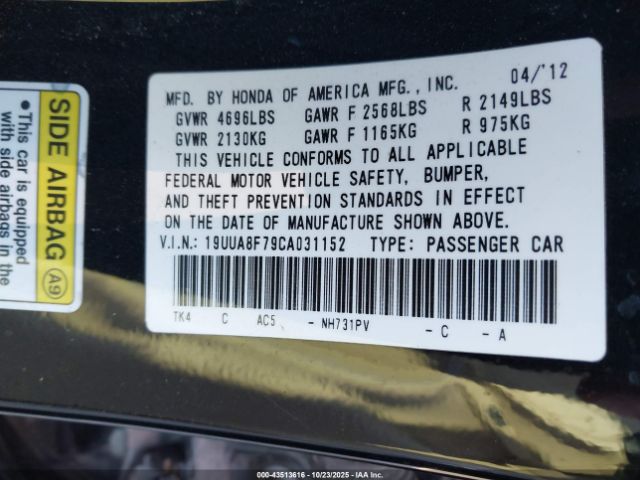 SIDE AIRBAG A9
•This car is equipped
with side airbags in the
MFD. BY HONDA OF AMERICA MFG., INC. 04/'12
GVWR 4696LBS GAWR F 2568LBS R 2149LBS
GVWR 2130KG GAWR F 1165KG R 975KG
THIS VEHICLE CONFORMS TO ALL APPLICABLE
FEDERAL MOTOR VEHICLE SAFETY, BUMPER,
AND THEFT PREVENTION STANDARDS IN EFFECT
ON THE DATE OF MANUFACTURE SHOWN ABOVE.
V.I.N.: 19UUA8F79CA031152 TYPE: PASSENGER CAR
TK4 C AC5 - NH731PV - C - A
000-43513616 | 10/23/2025 - IAA Inc.